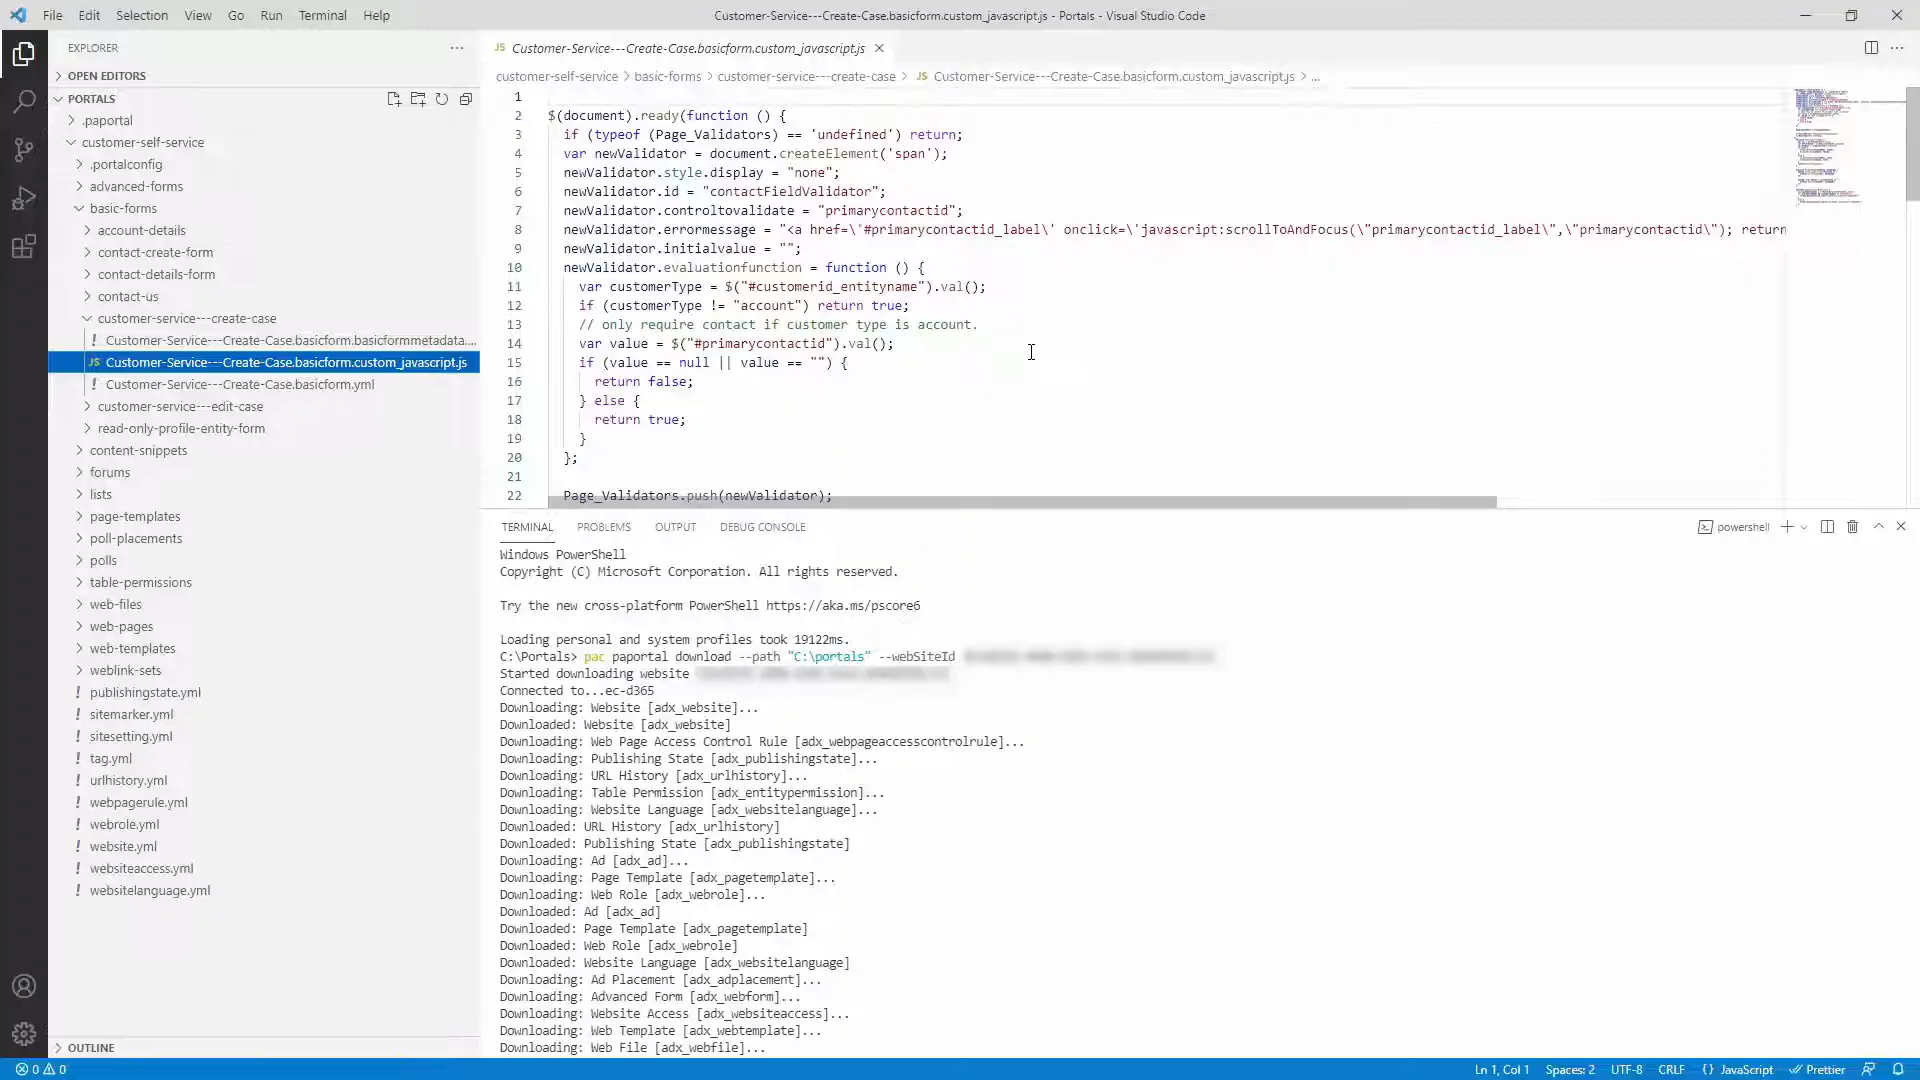 File Edit Selection View Go Run Terminal Help
Customer-Service---Create-Case.basicform.custom_javascript.js - Portals - Visual Studio Code
EXPLORER
OPEN EDITORS
PORTALS
.paportal
customer-self-service
.portalconfig
advanced-forms
basic-forms
account-details
contact-create-form
contact-details-form
contact-us
customer-service---create-case
! Customer-Service---Create-Case.basicform.basicformmetadata....
JS Customer-Service---Create-Case.basicform.custom_javascript.js
! Customer-Service---Create-Case.basicform.yml
customer-service---edit-case
read-only-profile-entity-form
content-snippets
forums
lists
page-templates
poll-placements
polls
table-permissions
web-files
web-pages
web-templates
weblink-sets
! publishingstate.yml
! sitemarker.yml
! sitesetting.yml
! tag.yml
! urlhistory.yml
! webpagerule.yml
! webrole.yml
! website.yml
! websiteaccess.yml
! websitelanguage.yml
OUTLINE
JS Customer-Service---Create-Case.basicform.custom_javascript.js
customer-self-service > basic-forms > customer-service---create-case > JS Customer-Service---Create-Case.basicform.custom_javascript.js > ...
1
2 $(document).ready(function () {
3 if (typeof (Page_Validators) == 'undefined') return;
4 var newValidator = document.createElement('span');
5 newValidator.style.display = "none";
6 newValidator.id = "contactFieldValidator";
7 newValidator.controltovalidate = "primarycontactid";
8 newValidator.errormessage = "<a href=\'#primarycontactid_label\' onclick=\'javascript:scrollToAndFocus(\"primarycontactid_label\",\"primarycontactid\"); return
9 newValidator.initialvalue = "";
10 newValidator.evaluationfunction = function () {
11 var customerType = $("#customerid_entityname").val();
12 if (customerType != "account") return true;
13 // only require contact if customer type is account.
14 var value = $("#primarycontactid").val();
15 if (value == null || value == "") {
16 return false;
17 } else {
18 return true;
19 }
20 };
21
22 Page_Validators.push(newValidator);
TERMINAL PROBLEMS OUTPUT DEBUG CONSOLE
powershell
Windows PowerShell
Copyright (C) Microsoft Corporation. All rights reserved.
Try the new cross-platform PowerShell https://aka.ms/pscore6
Loading personal and system profiles took 19122ms.
C:\Portals> pac paportal download --path "C:\portals" --webSiteId
Started downloading website
Connected to...ec-d365
Downloading: Website [adx_website]...
Downloaded: Website [adx_website]
Downloading: Web Page Access Control Rule [adx_webpageaccesscontrolrule]...
Downloading: Publishing State [adx_publishingstate]...
Downloading: URL History [adx_urlhistory]...
Downloading: Table Permission [adx_entitypermission]...
Downloading: Website Language [adx_websitelanguage]...
Downloaded: URL History [adx_urlhistory]
Downloaded: Publishing State [adx_publishingstate]
Downloading: Ad [adx_ad]...
Downloading: Page Template [adx_pagetemplate]...
Downloading: Web Role [adx_webrole]...
Downloaded: Ad [adx_ad]
Downloaded: Page Template [adx_pagetemplate]
Downloaded: Web Role [adx_webrole]
Downloaded: Website Language [adx_websitelanguage]
Downloading: Ad Placement [adx_adplacement]...
Downloading: Advanced Form [adx_webform]...
Downloading: Website Access [adx_websiteaccess]...
Downloading: Web Template [adx_webtemplate]...
Downloading: Web File [adx_webfile]...
0 0
Ln 1, Col 1 Spaces: 2 UTF-8 CRLF {} JavaScript Prettier